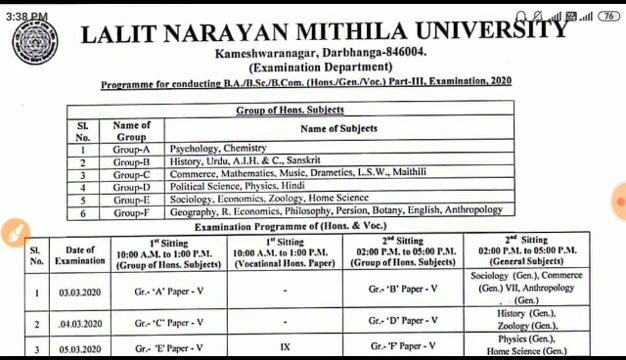 3:38 PM
76
LALIT NARAYAN MITHILA UNIVERSITY
Kameshwaranagar, Darbhanga-846004.
(Examination Department)
Programme for conducting B.A./B.Sc./B.Com. (Hons./Gen./Voc.) Part-III, Examination, 2020
Group of Hons. Subjects
Sl. No. Name of Group Name of Subjects
1 Group-A Psychology, Chemistry
2 Group-B History, Urdu, A.I.H. & C., Sanskrit
3 Group-C Commerce, Mathematics, Music, Drametics, L.S.W., Maithili
4 Group-D Political Science, Physics, Hindi
5 Group-E Sociology, Economics, Zoology, Home Science
6 Group-F Geography, R. Economics, Philosophy, Persion, Botany, English, Anthropology
Examination Programme of (Hons. & Voc.)
Sl. No. Date of Examination 1st Sitting 10:00 A.M. to 1:00 P.M. (Group of Hons. Subjects) 1st Sitting 10:00 A.M. to 1:00 P.M. (Vocational Hons. Paper) 2nd Sitting 02:00 P.M. to 05:00 P.M. (Group of Hons. Subjects) 2nd Sitting 02:00 P.M. to 05:00 P.M. (General Subjects)
1 03.03.2020 Gr.- 'A' Paper - V - Gr.- 'B' Paper - V Sociology (Gen.), Commerce (Gen.) VII, Anthropology (Gen.)
2 .04.03.2020 Gr.- 'C' Paper - V - Gr.- 'D' Paper - V History (Gen.), Zoology (Gen.),
3 05.03.2020 Gr.- 'E' Paper - V IX Gr.- 'F' Paper - V Physics (Gen.), Home Science (Gen.)